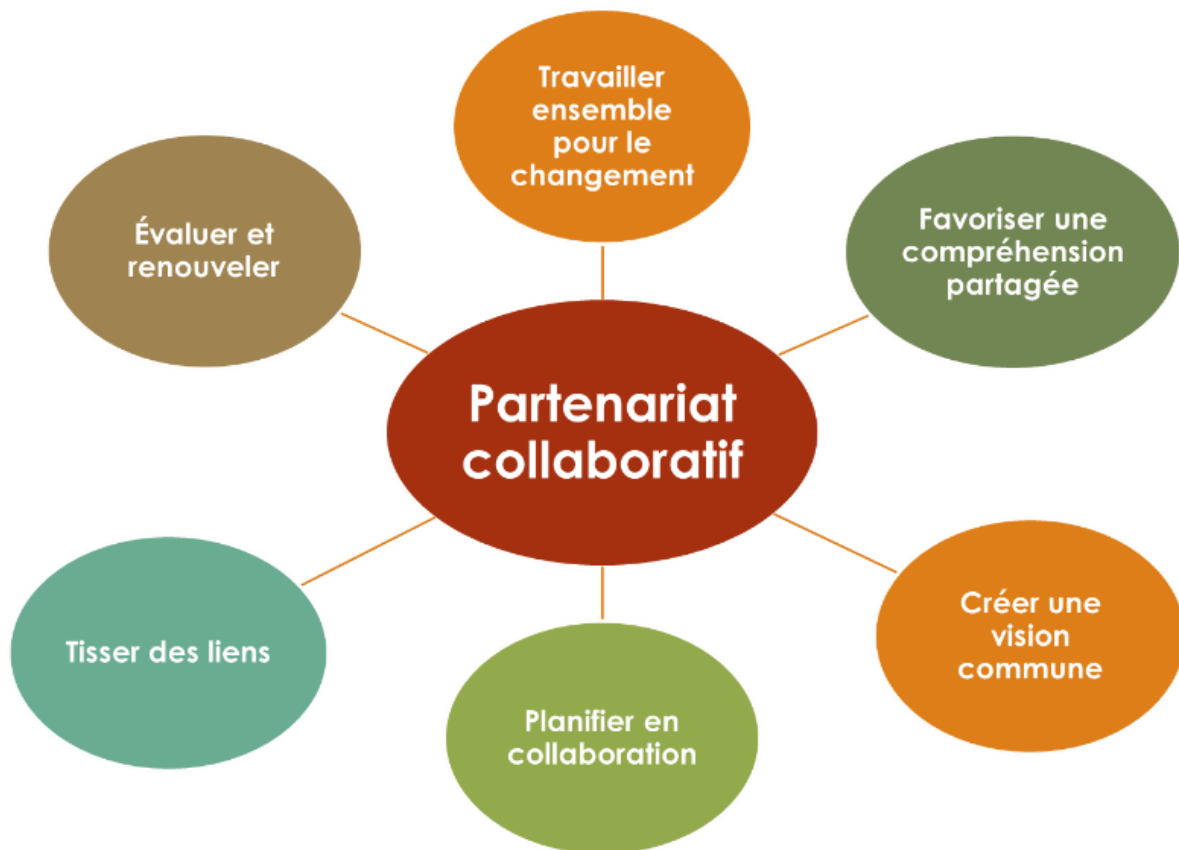 Travailler
ensemble
pour le
changement
Favoriser une
compréhension
partagée
Évaluer et
renouveler
Partenariat
collaboratif
Créer une
vision
commune
Tisser des liens
Planifier en
collaboration